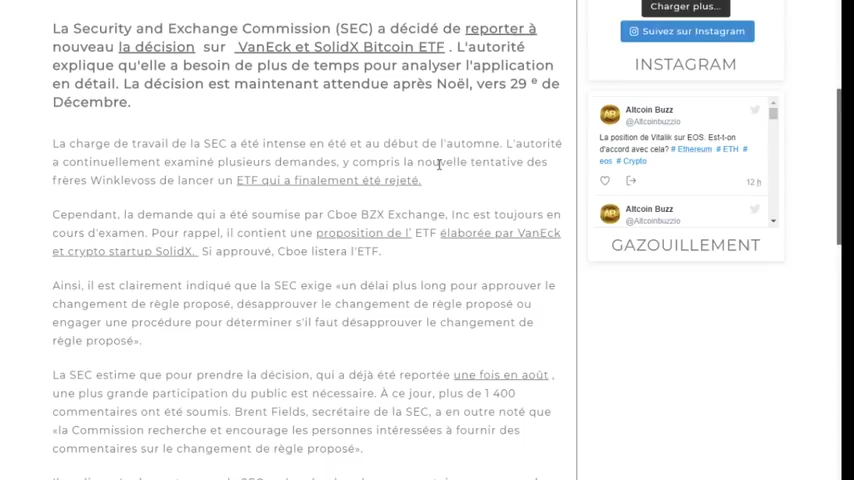 La Security and Exchange Commission (SEC) a décidé de reporter à
nouveau la décision sur VanEck et SolidX Bitcoin ETF . L'autorité
explique qu'elle a besoin de plus de temps pour analyser l'application
en détail. La décision est maintenant attendue après Noël, vers 29 e de
Décembre.
La charge de travail de la SEC a été intense en été et au début de l'automne. L'autorité
a continuellement examiné plusieurs demandes, y compris la nouvelle tentative des
frères Winklevoss de lancer un ETF qui a finalement été rejeté.
Cependant, la demande qui a été soumise par Cboe BZX Exchange, Inc est toujours en
cours d'examen. Pour rappel, il contient une proposition de l' ETF élaborée par VanEck
et crypto startup SolidX. Si approuvé, Cboe listera l'ETF.
Ainsi, il est clairement indiqué que la SEC exige «un délai plus long pour approuver le
changement de règle proposé, désapprouver le changement de règle proposé ou
engager une procédure pour déterminer s'il faut désapprouver le changement de
règle proposé».
La SEC estime que pour prendre la décision, qui a déjà été reportée une fois en août ,
une plus grande participation du public est nécessaire. À ce jour, plus de 1 400
commentaires ont été soumis. Brent Fields, secrétaire de la SEC, a en outre noté que
«la Commission recherche et encourage les personnes intéressées à fournir des
commentaires sur le changement de règle proposé».
Charger plus...
Suivez sur Instagram
INSTAGRAM
Altcoin Buzz
@Altcoinbuzzio
La position de Vitalik sur EOS. Est-t-on
d'accord avec cela? # Ethereum # ETH #
eos # Crypto
12 h
Altcoin Buzz
@Altcoinbuzzio
GAZOUILLEMENT